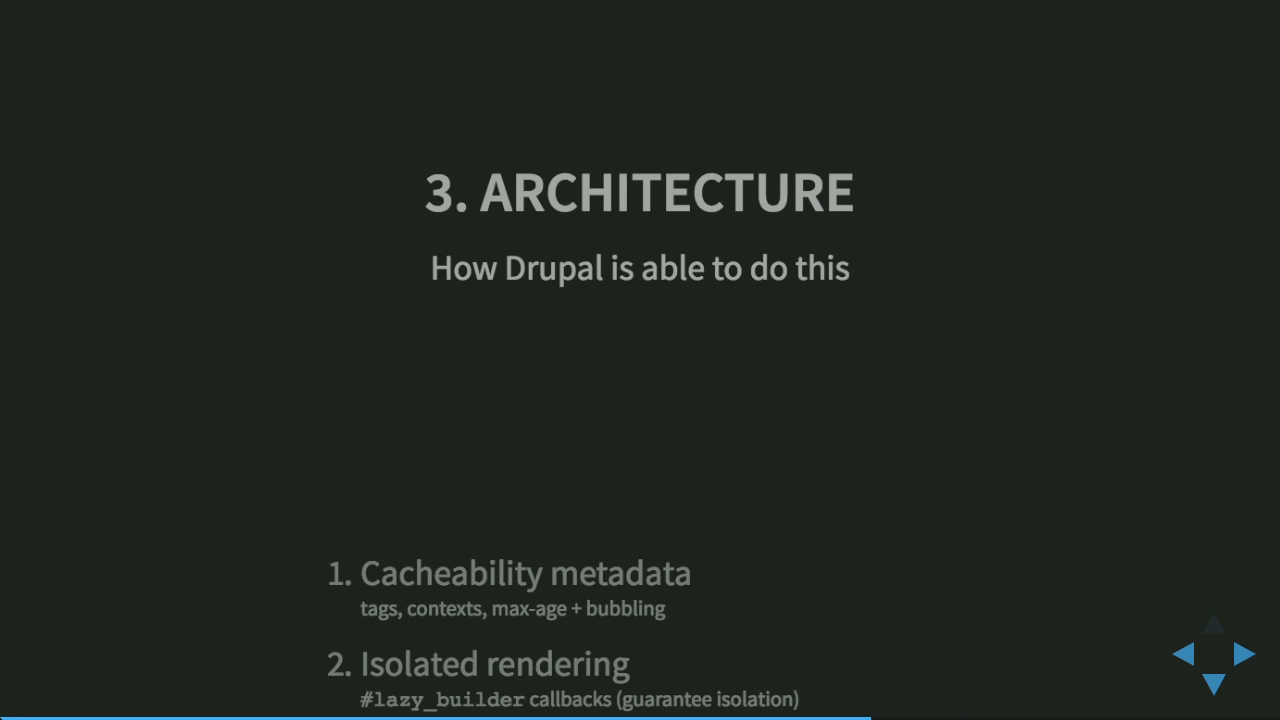 3. ARCHITECTURE
How Drupal is able to do this
1. Cacheability metadata
tags, contexts, max-age + bubbling
2. Isolated rendering
#lazy_builder callbacks (guarantee isolation)